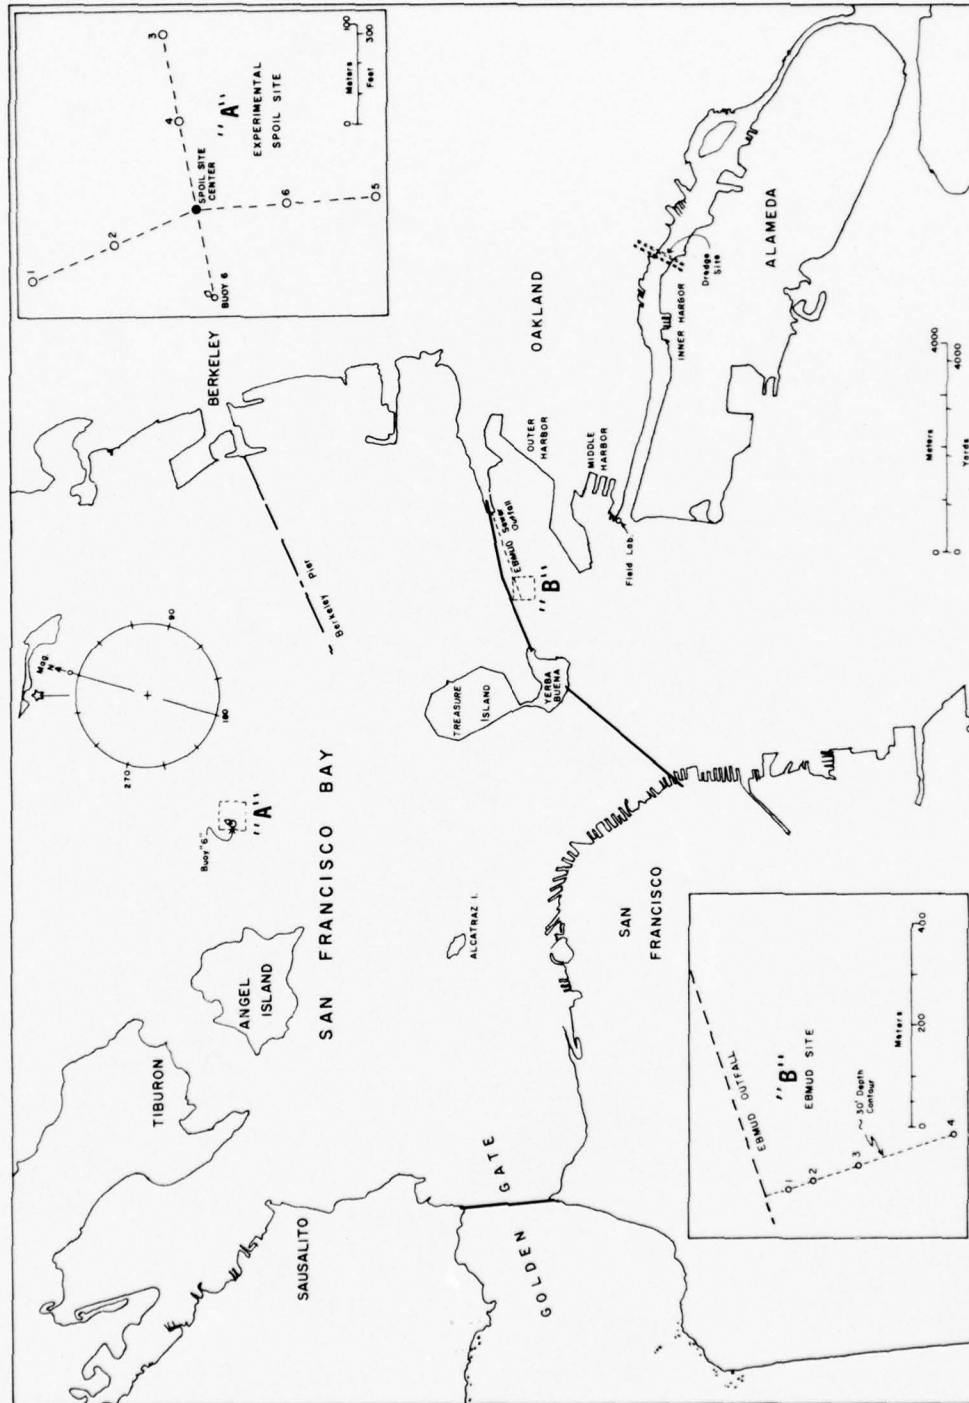 TIBURON
SAUSALITO
ANGEL
ISLAND
Buoy "6"
"A"
SAN FRANCISCO BAY
ALCATRAZ I.
GOLDEN GATE
SAN
FRANCISCO
Mag.
N
90
180
270
Berkeley Pier
BERKELEY
TREASURE
ISLAND
YERBA
BUENA
EBMUD Sewer
Outfall
"B"
OUTER
HARBOR
MIDDLE
HARBOR
Field Lab.
OAKLAND
INNER HARBOR
Dredge
Site
ALAMEDA
Meters
0 4000
0 4000
Yards
1
2
3
4
SPOIL SITE
CENTER
BUOY 6
6
5
"A"
EXPERIMENTAL
SPOIL SITE
Meters
0 100
300
Feet
EBMUD OUTFALL
"B"
EBMUD SITE
1
2
3
~ 30' Depth
Contour
4
Meters
0 200 400